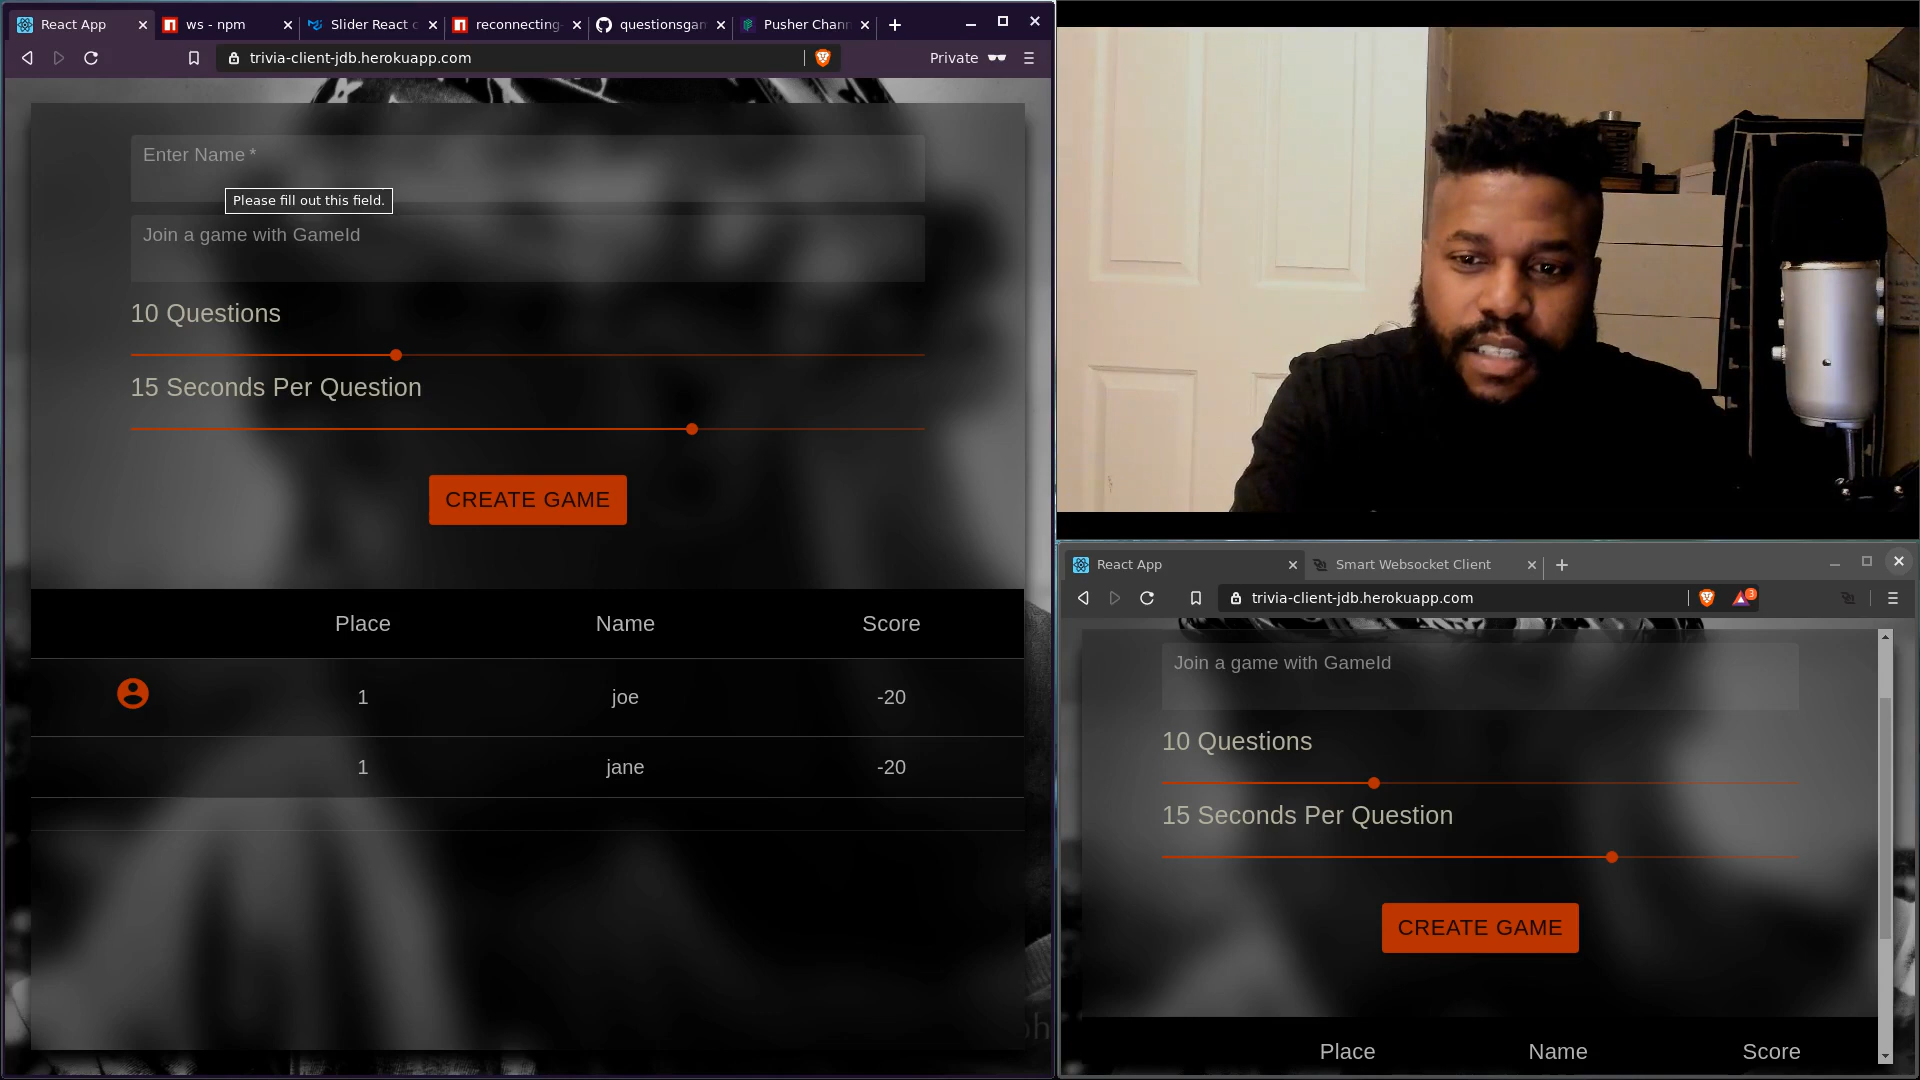 React App
ws - npm
Slider React
reconnecting-
questionsgam
Pusher Chan
trivia-client-jdb.herokuapp.com
Private
Enter Name *
Please fill out this field.
Join a game with GameId
10 Questions
15 Seconds Per Question
CREATE GAME
Place Name Score
1 joe -20
1 jane -20
React App
Smart Websocket Client
trivia-client-jdb.herokuapp.com
3
Join a game with GameId
10 Questions
15 Seconds Per Question
CREATE GAME
Place Name Score